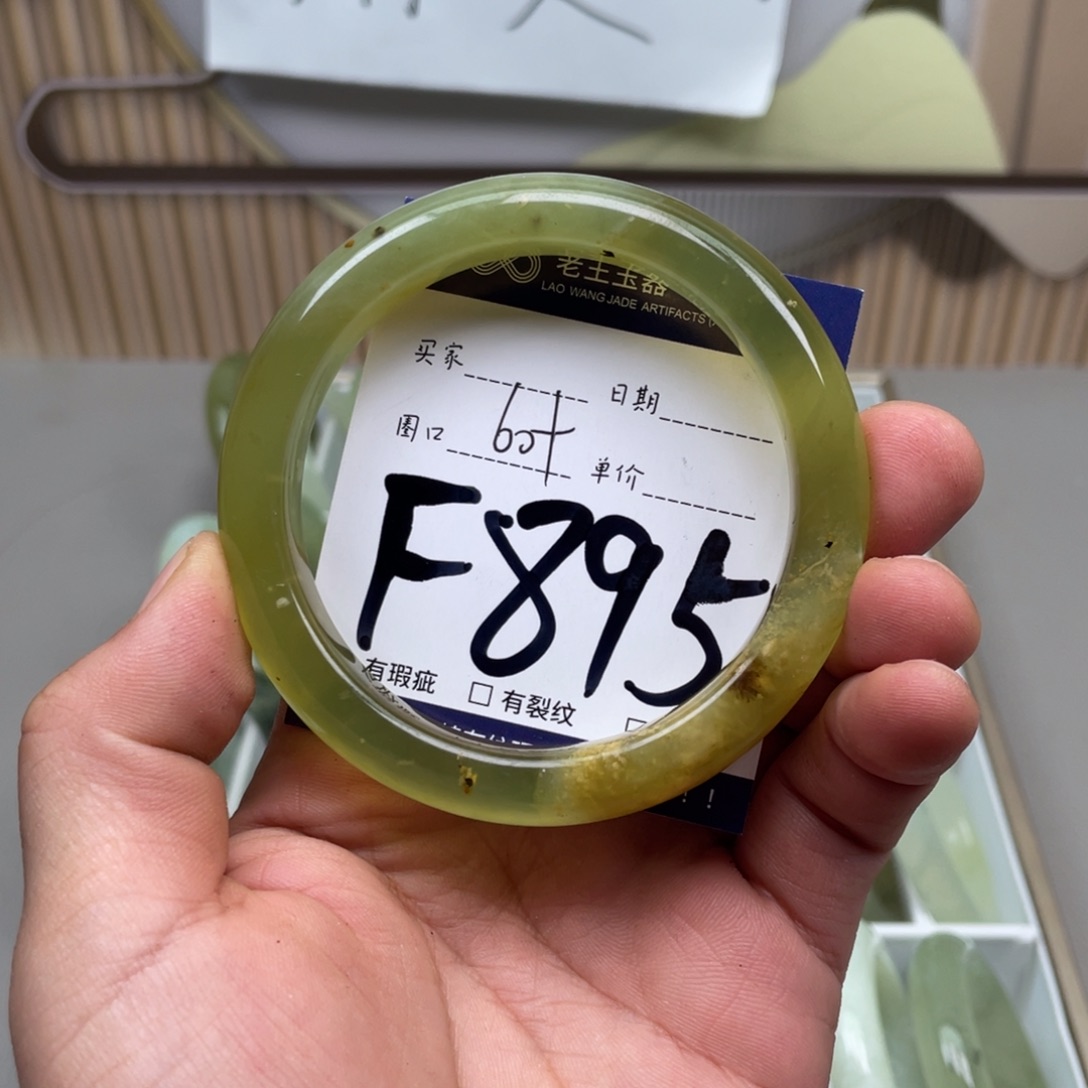 老王玉器
LAO WANG JADE ARTIFACTS
买家 日期
圈口 60+ 单价
F895
有瑕疵 □ 有裂纹 □
！！